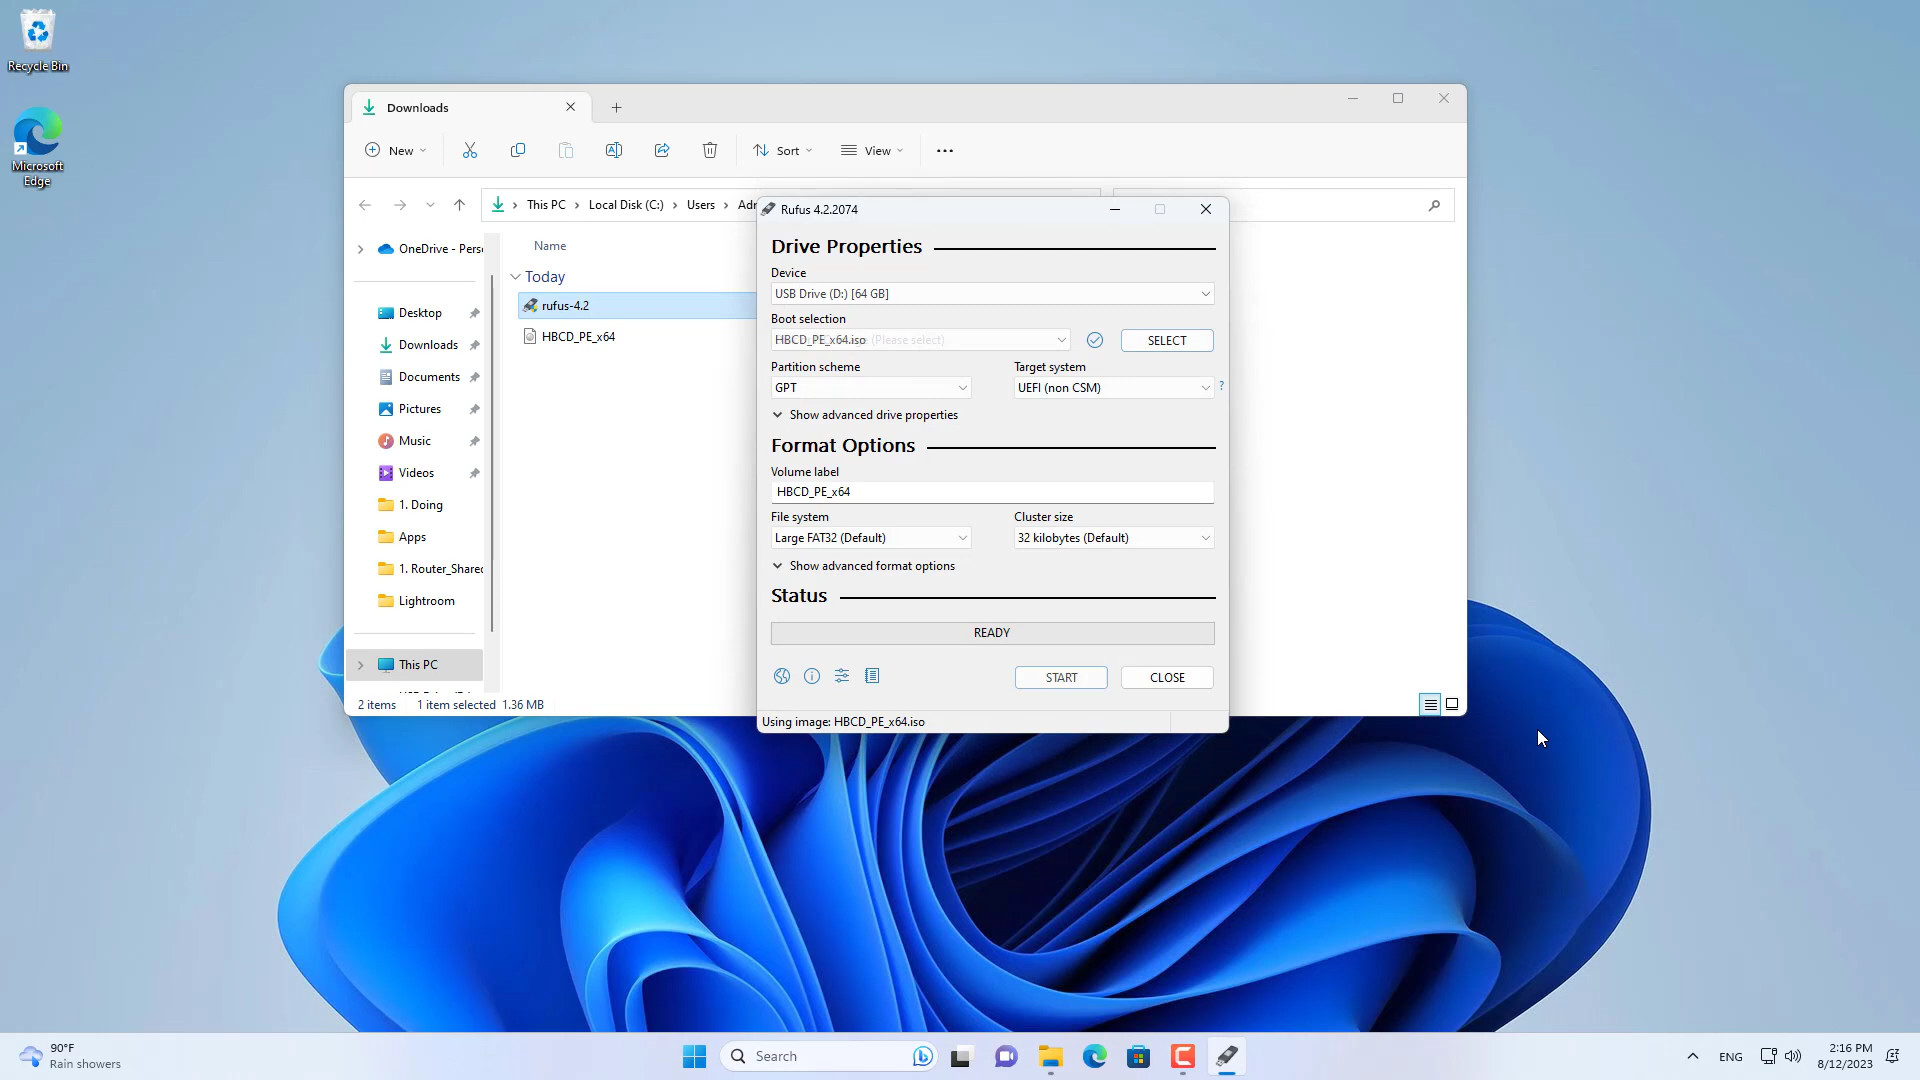 Recycle Bin
Microsoft
Edge
Downloads
New
Sort
View
This PC
Local Disk (C:)
Users
OneDrive - Pers
Desktop
Downloads
Documents
Pictures
Music
Videos
1. Doing
Apps
1. Router_Shared
Lightroom
This PC
Name
Today
rufus-4.2
HBCD_PE_x64
2 items
1 item selected 1.36 MB
Rufus 4.2.2074
Drive Properties
Device
USB Drive (D:) [64 GB]
Boot selection
HBCD_PE_x64.iso (Please select)
SELECT
Partition scheme
Target system
GPT
UEFI (non CSM)
?
Show advanced drive properties
Format Options
Volume label
HBCD_PE_x64
File system
Cluster size
Large FAT32 (Default)
32 kilobytes (Default)
Show advanced format options
Status
READY
START
CLOSE
Using image: HBCD_PE_x64.iso
90°F
Rain showers
Search
ENG
2:16 PM
8/12/2023